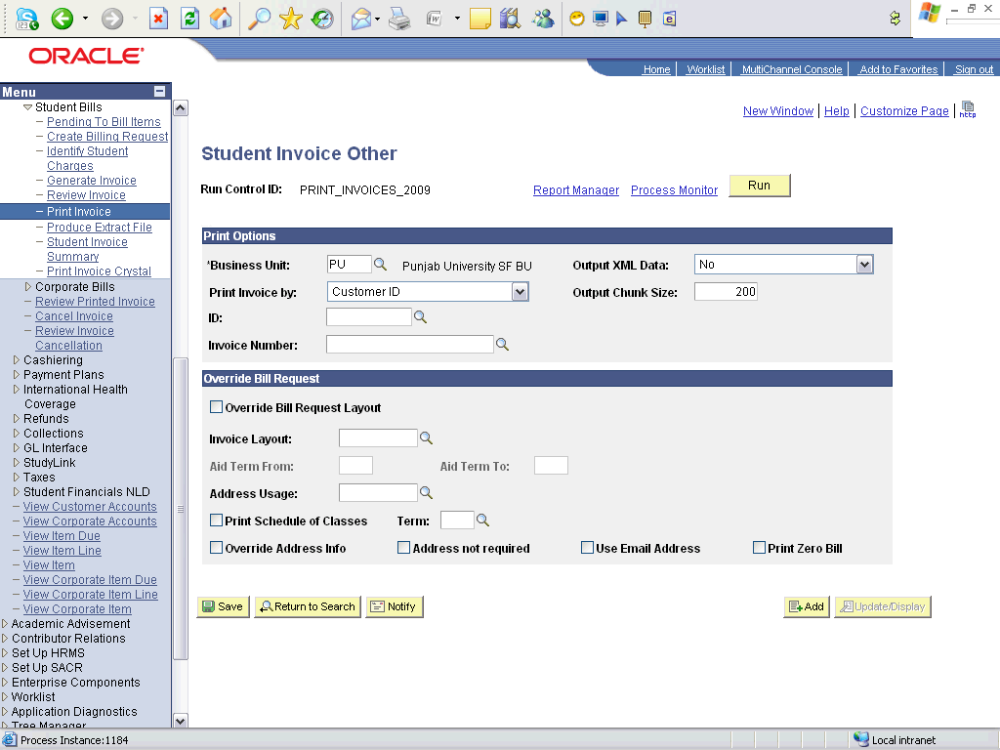 ORACLE®
Home Worklist MultiChannel Console Add to Favorites Sign out
Menu
Student Bills
Pending To Bill Items
Create Billing Request
Identify Student
Charges
Generate Invoice
Review Invoice
Print Invoice
Produce Extract File
Student Invoice
Summary
Print Invoice Crystal
Corporate Bills
Review Printed Invoice
Cancel Invoice
Review Invoice
Cancellation
Cashiering
Payment Plans
International Health
Coverage
Refunds
Collections
GL Interface
StudyLink
Taxes
Student Financials NLD
View Customer Accounts
View Corporate Accounts
View Item Due
View Item Line
View Item
View Corporate Item Due
View Corporate Item Line
View Corporate Item
Academic Advisement
Contributor Relations
Set Up HRMS
Set Up SACR
Enterprise Components
Worklist
Application Diagnostics
Tree Manager
New Window Help Customize Page http
Student Invoice Other
Run Control ID: PRINT_INVOICES_2009 Report Manager Process Monitor Run
Print Options
*Business Unit: PU Punjab University SF BU Output XML Data: No
Print Invoice by: Customer ID Output Chunk Size: 200
ID:
Invoice Number:
Override Bill Request
Override Bill Request Layout
Invoice Layout:
Aid Term From: Aid Term To:
Address Usage:
Print Schedule of Classes Term:
Override Address Info Address not required Use Email Address Print Zero Bill
Save Return to Search Notify Add Update/Display
Process Instance:1184 Local intranet